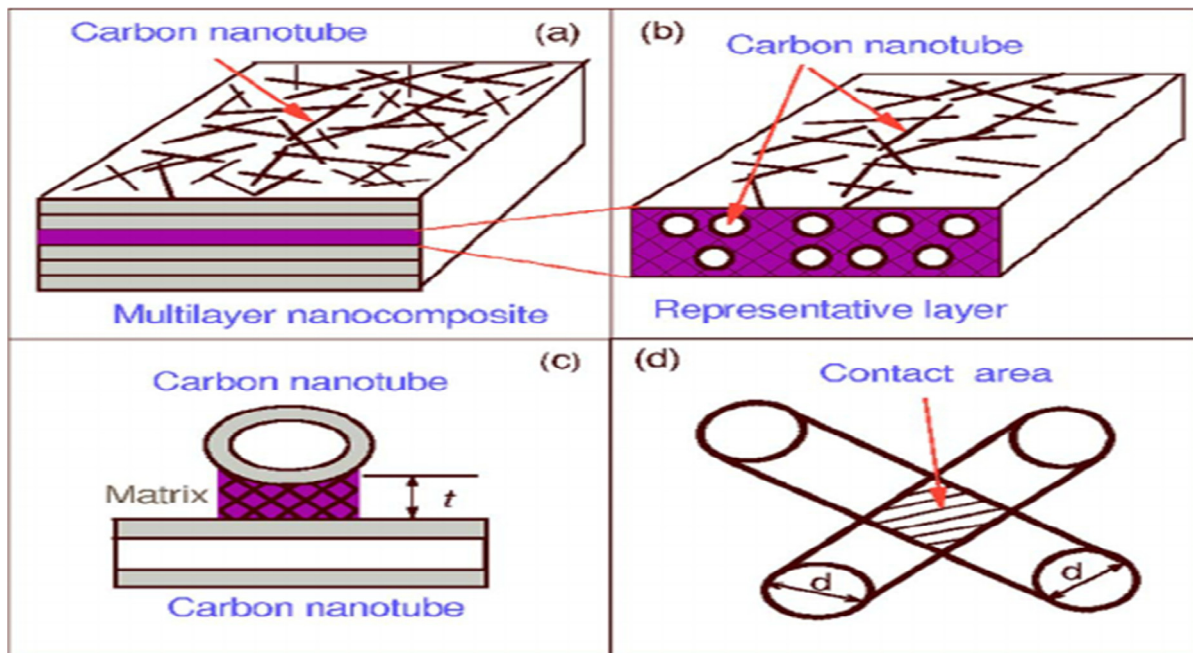 Carbon nanotube
(a)
Multilayer nanocomposite
(b)
Carbon nanotube
Representative layer
(c)
Carbon nanotube
Matrix
t
Carbon nanotube
(d)
Contact area
d
d